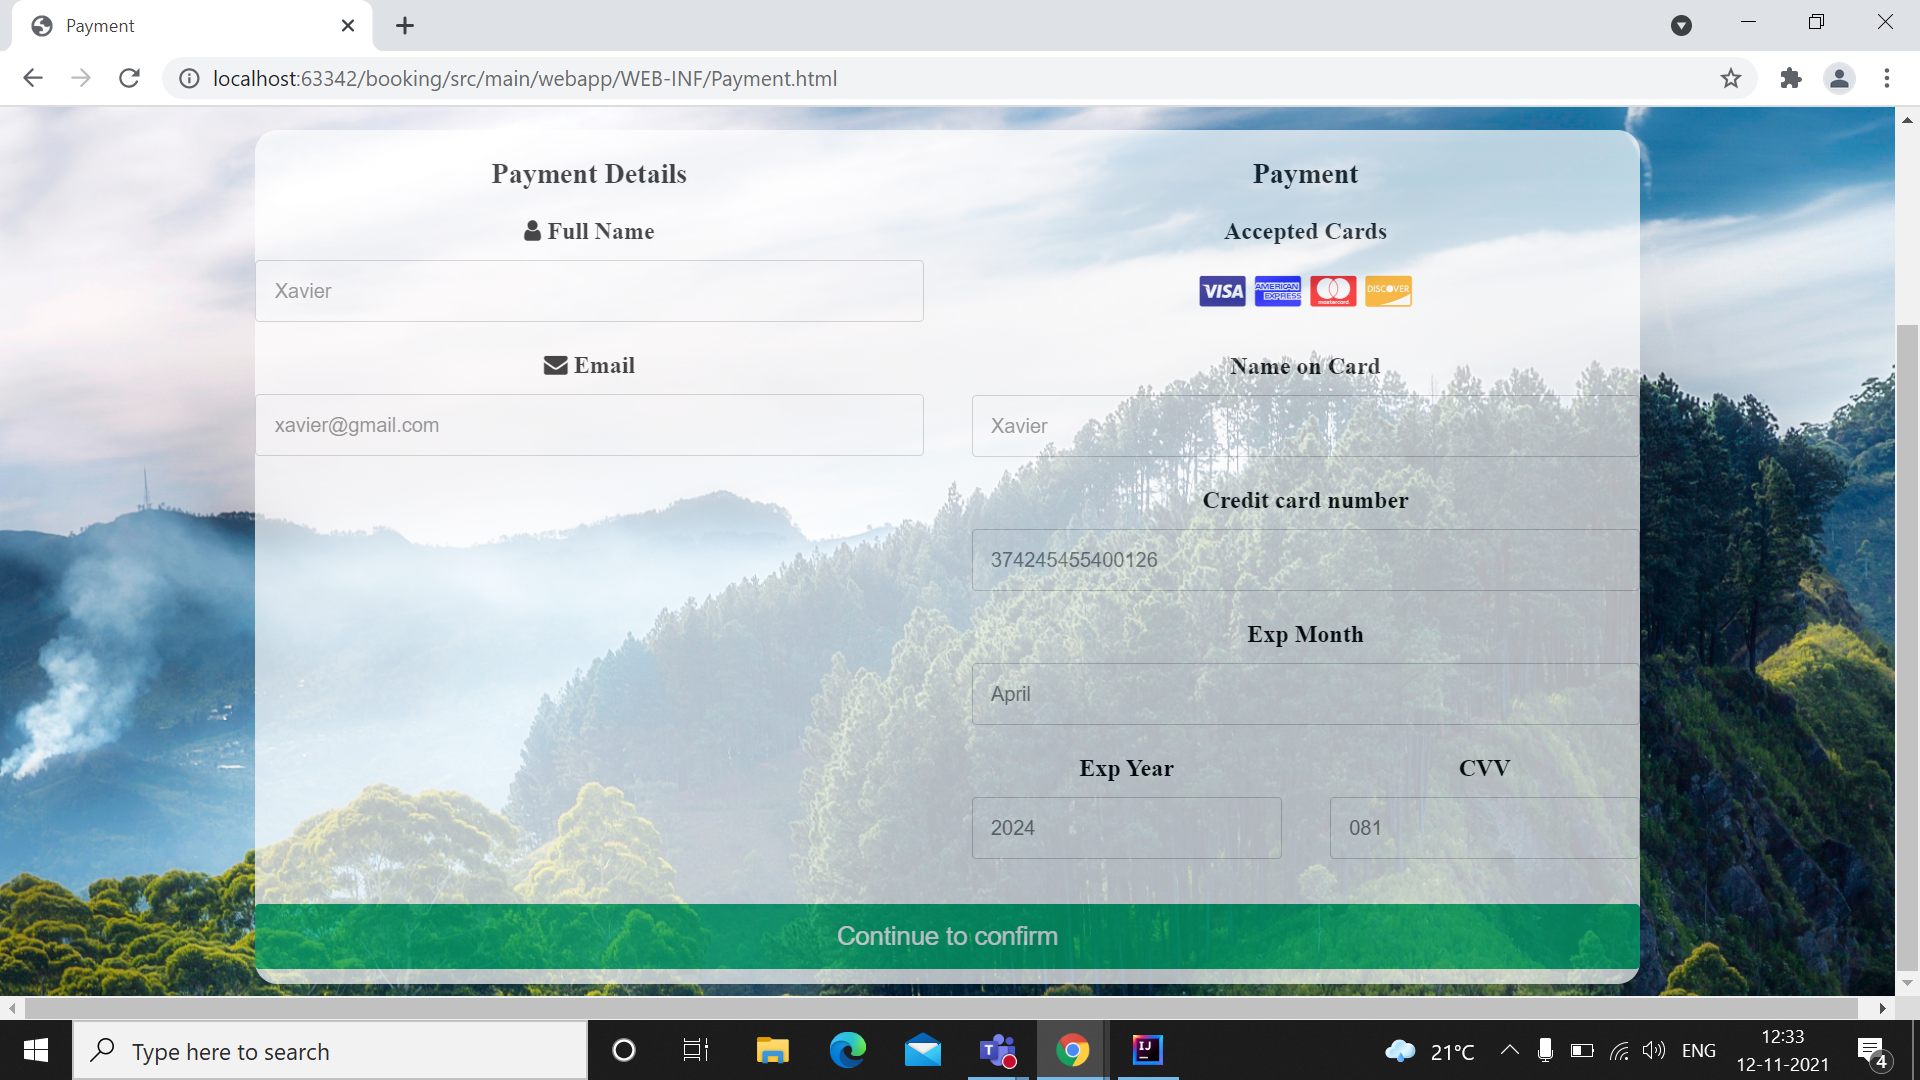 Payment
localhost:63342/booking/src/main/webapp/WEB-INF/Payment.html
Payment Details
Full Name
Xavier
Email
xavier@gmail.com
Payment
Accepted Cards
VISA AMERICAN EXPRESS mastercard DISCOVER
Name on Card
Xavier
Credit card number
374245455400126
Exp Month
April
Exp Year
2024
CVV
081
Continue to confirm
Type here to search
T
IJ
21°C
ENG
12:33
12-11-2021
4